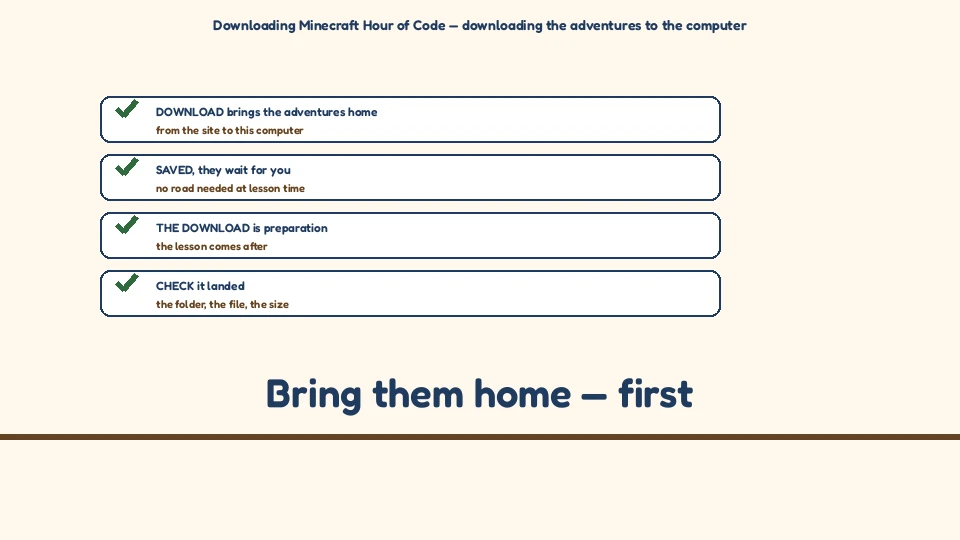 Downloading Minecraft Hour of Code — downloading the adventures to the computer
DOWNLOAD brings the adventures home
from the site to this computer
SAVED, they wait for you
no road needed at lesson time
THE DOWNLOAD is preparation
the lesson comes after
CHECK it landed
the folder, the file, the size
Bring them home — first